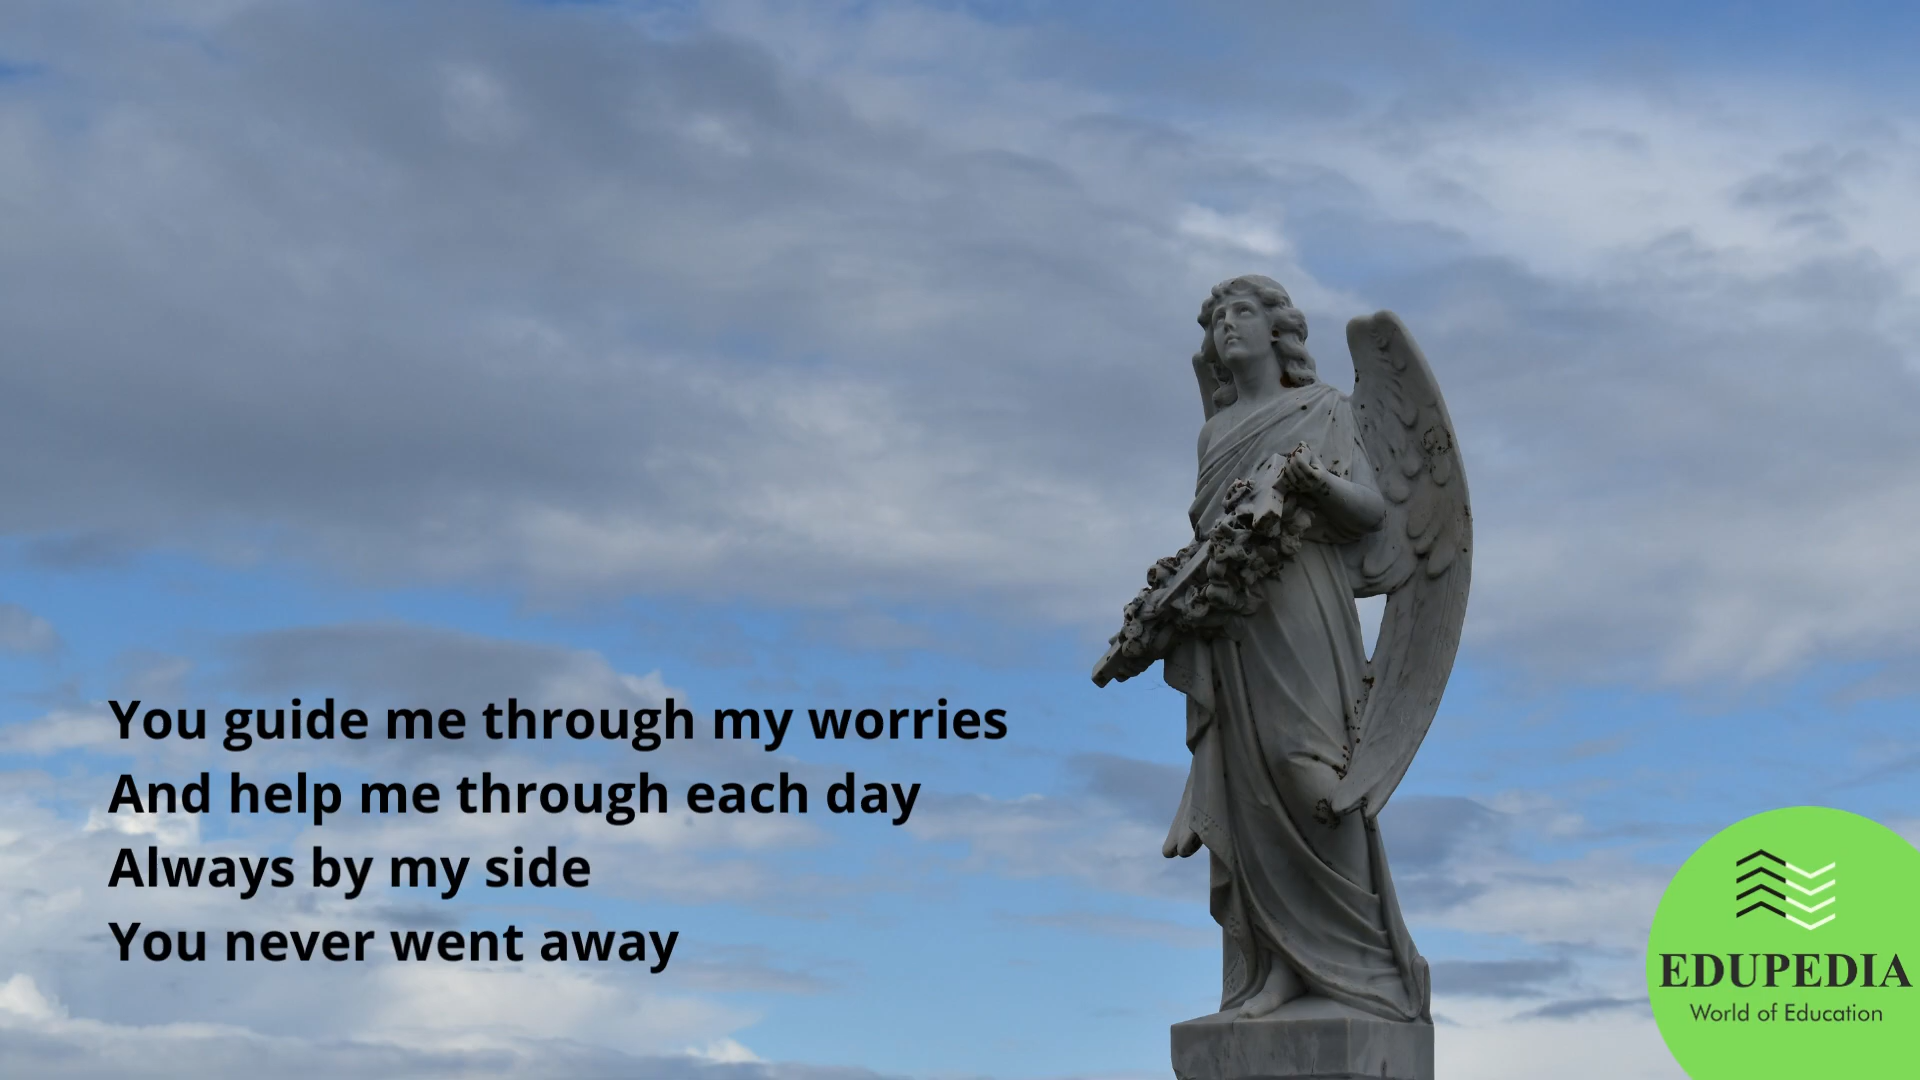 You guide me through my worries
And help me through each day
Always by my side
You never went away
EDUPEDIA
World of Education